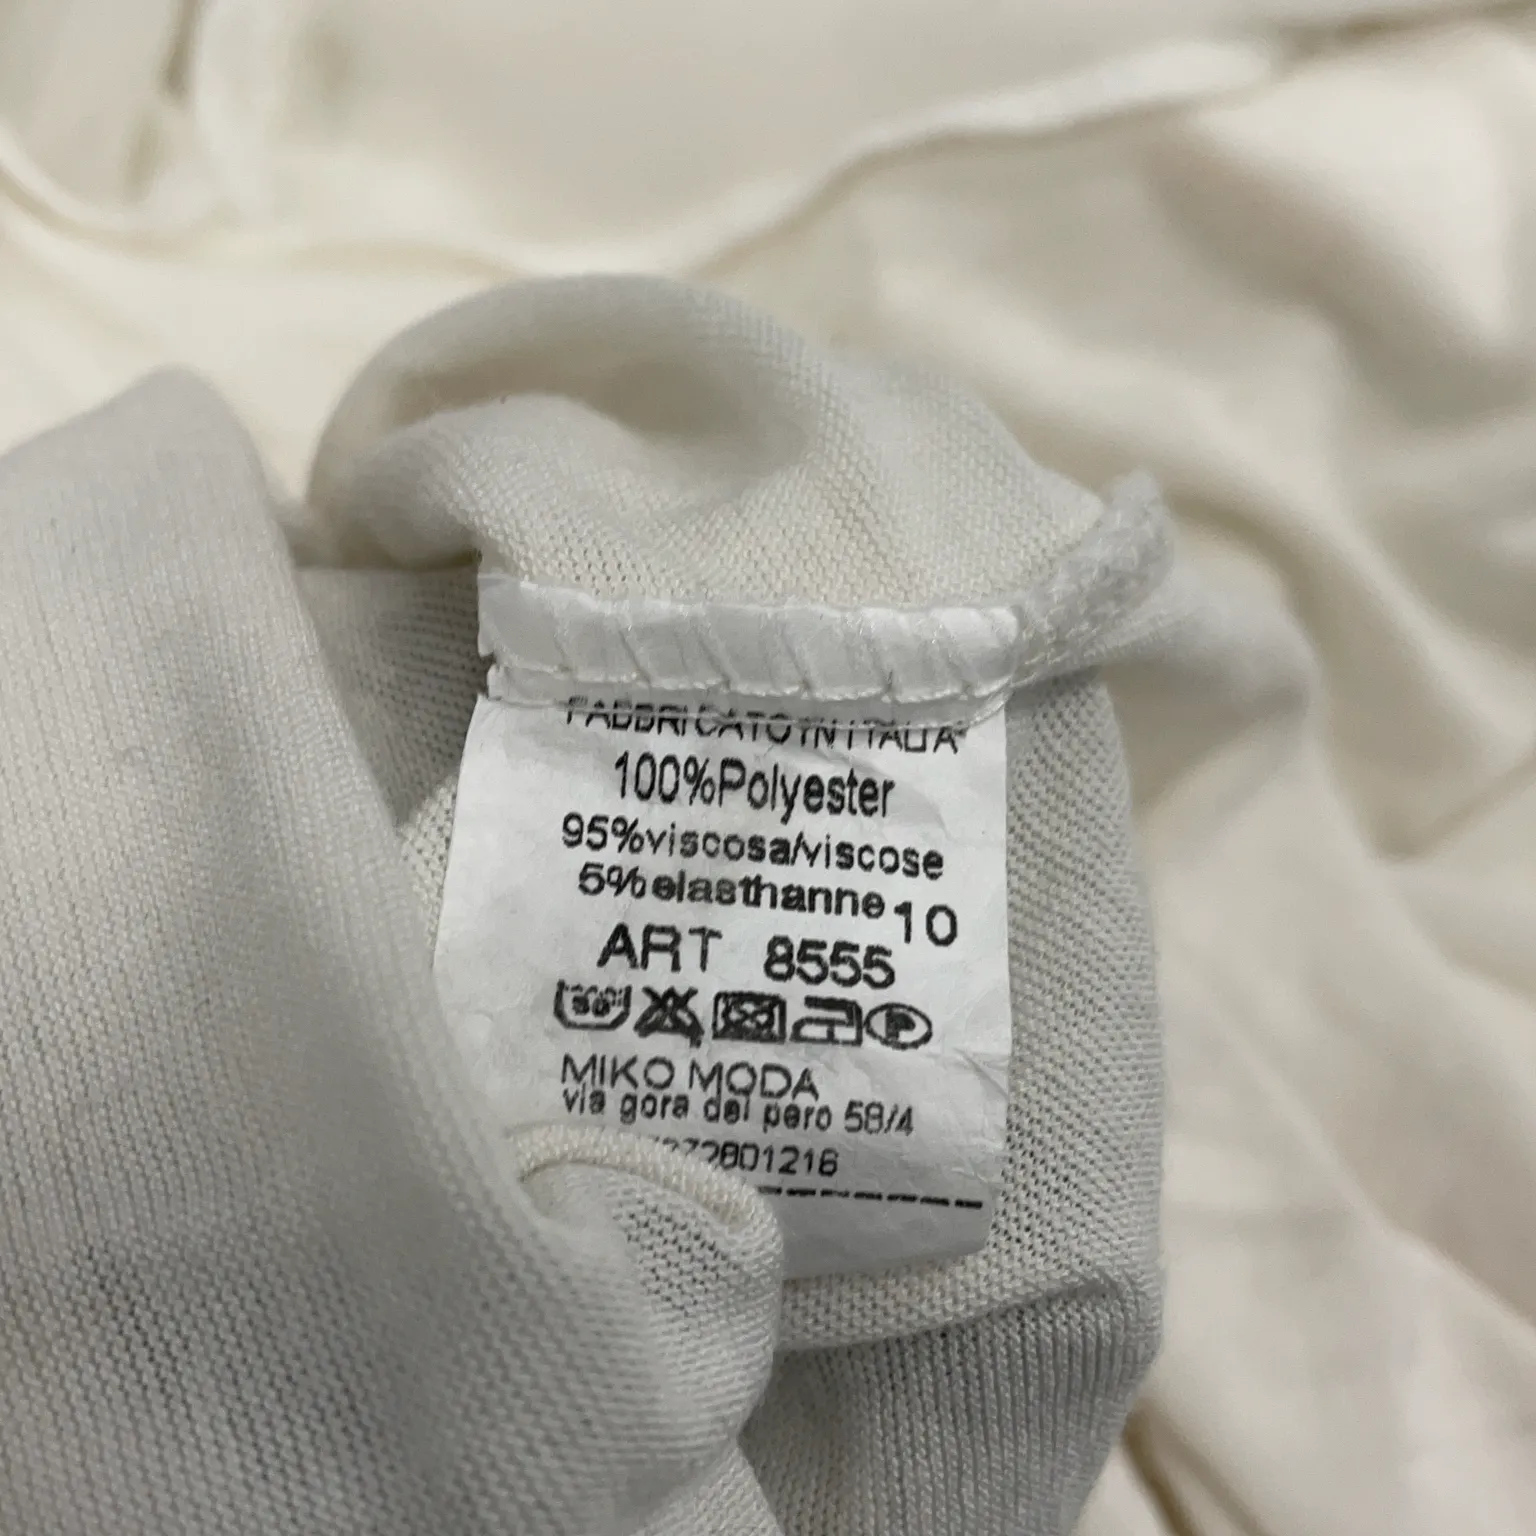 FABBRICATO IN ITALIA
100%Polyester
95%viscosa/viscose
5%elasthanne 10
ART 8555
MIKO MODA
via gora del pero 58/4
2801216